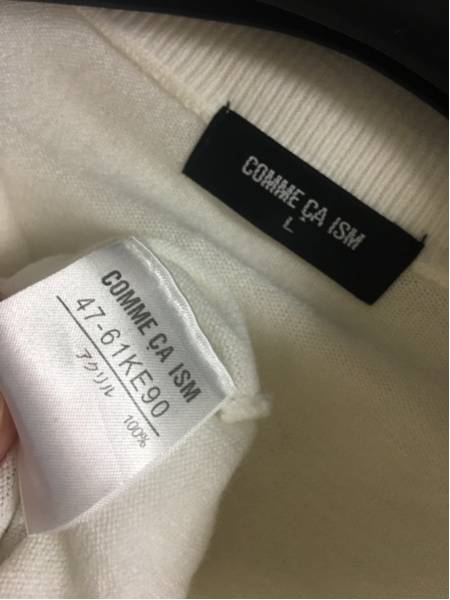 COMME ÇA ISM
L
COMME ÇA ISM
47-61KE90
アクリル 100%